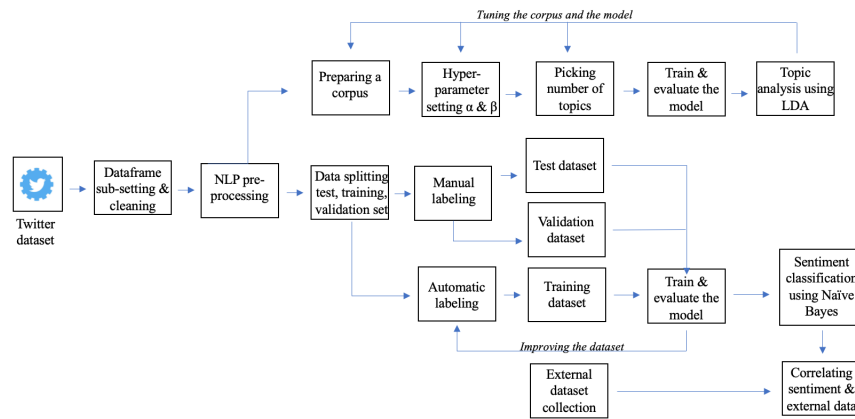 Tuning the corpus and the model
Preparing a
corpus
Hyper-
parameter
setting α & β
Picking
number of
topics
Train &
evaluate the
model
Topic
analysis using
LDA
Twitter
dataset
Dataframe
sub-setting &
cleaning
NLP pre-
processing
Data splitting
test, training,
validation set
Manual
labeling
Test dataset
Validation
dataset
Automatic
labeling
Training
dataset
Train &
evaluate the
model
Sentiment
classification
using Naïve
Bayes
Improving the dataset
External
dataset
collection
Correlating
sentiment &
external data